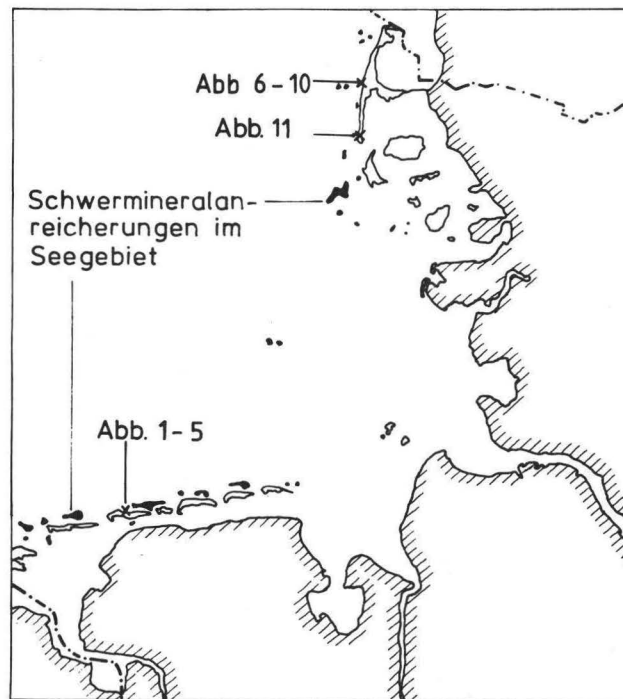 Abb 6-10
Abb. 11
Schwermineralan-
reicherungen im
Seegebiet
Abb. 1-5